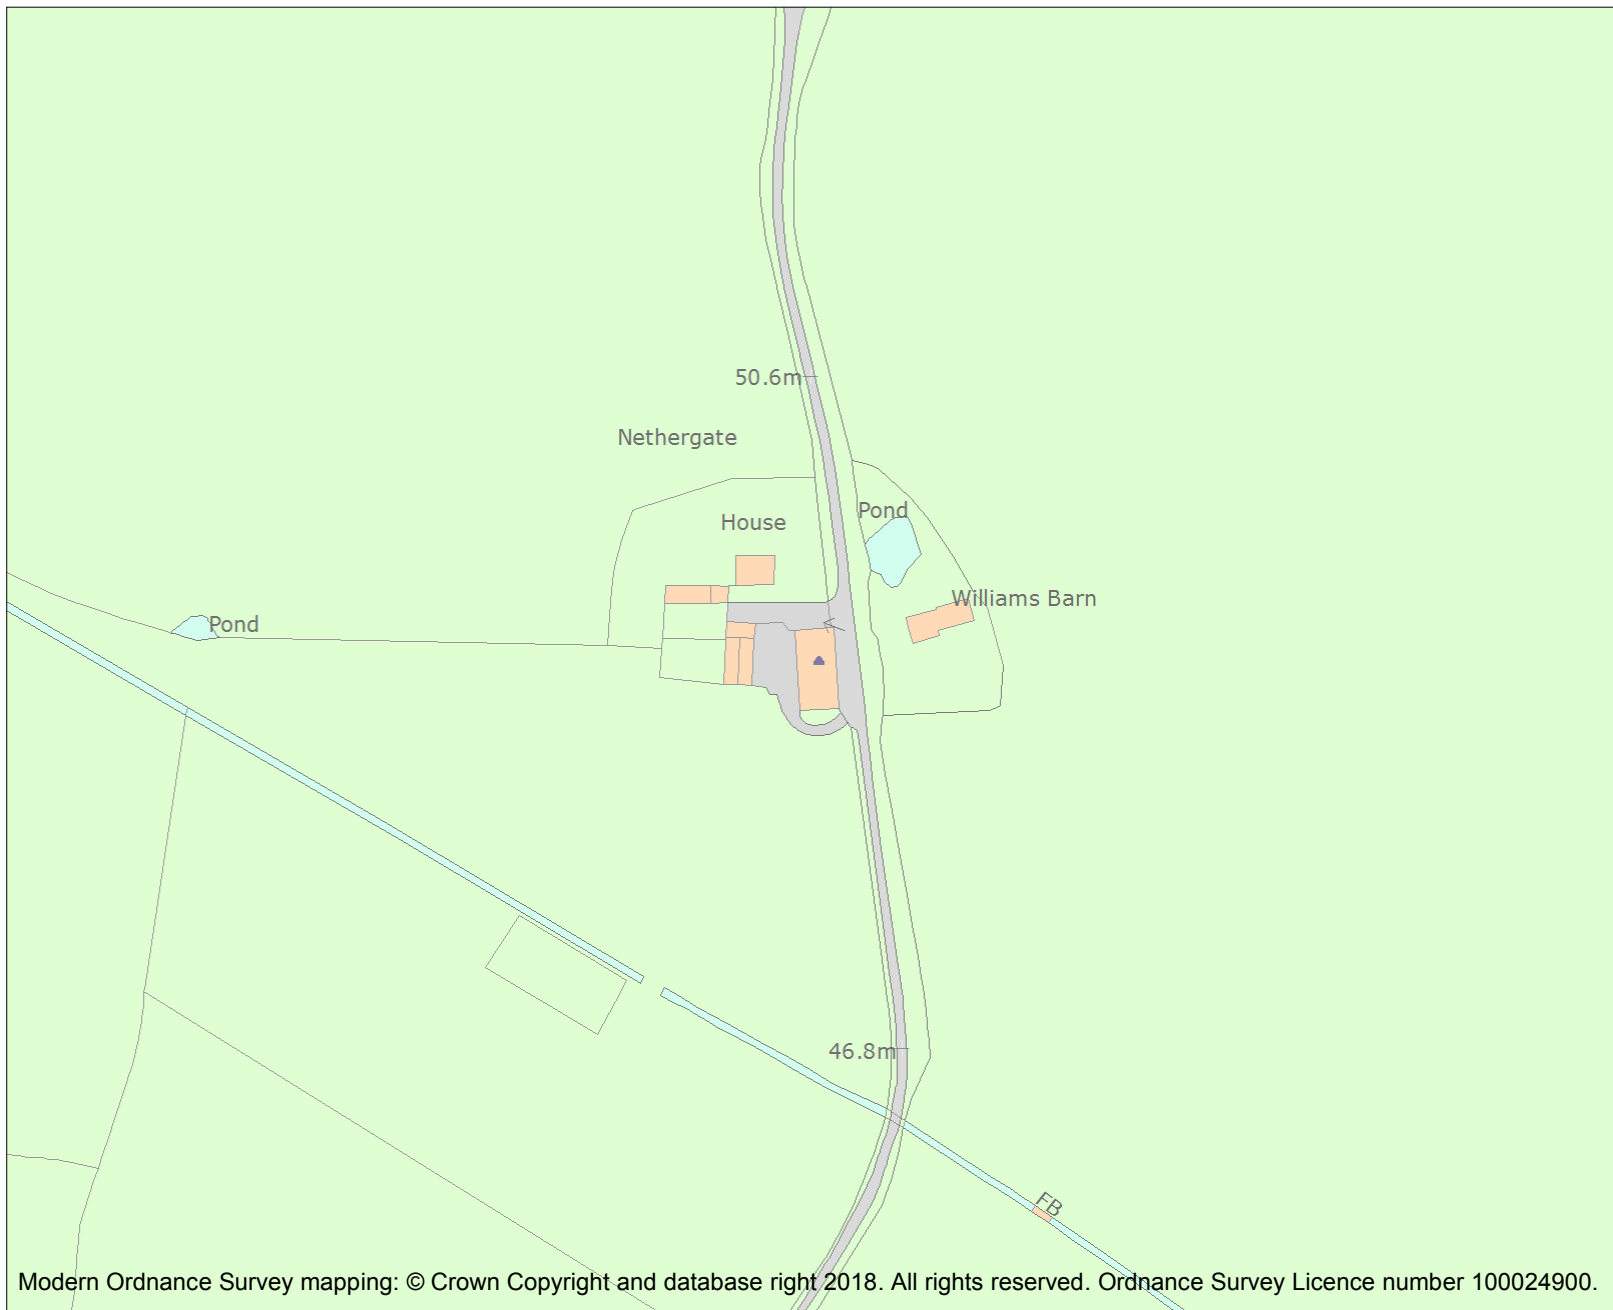 50.6m
Nethergate
House
Pond
Williams Barn
Pond
46.8m
FB
Modern Ordnance Survey mapping: © Crown Copyright and database right 2018. All rights reserved. Ordnance Survey Licence number 100024900.